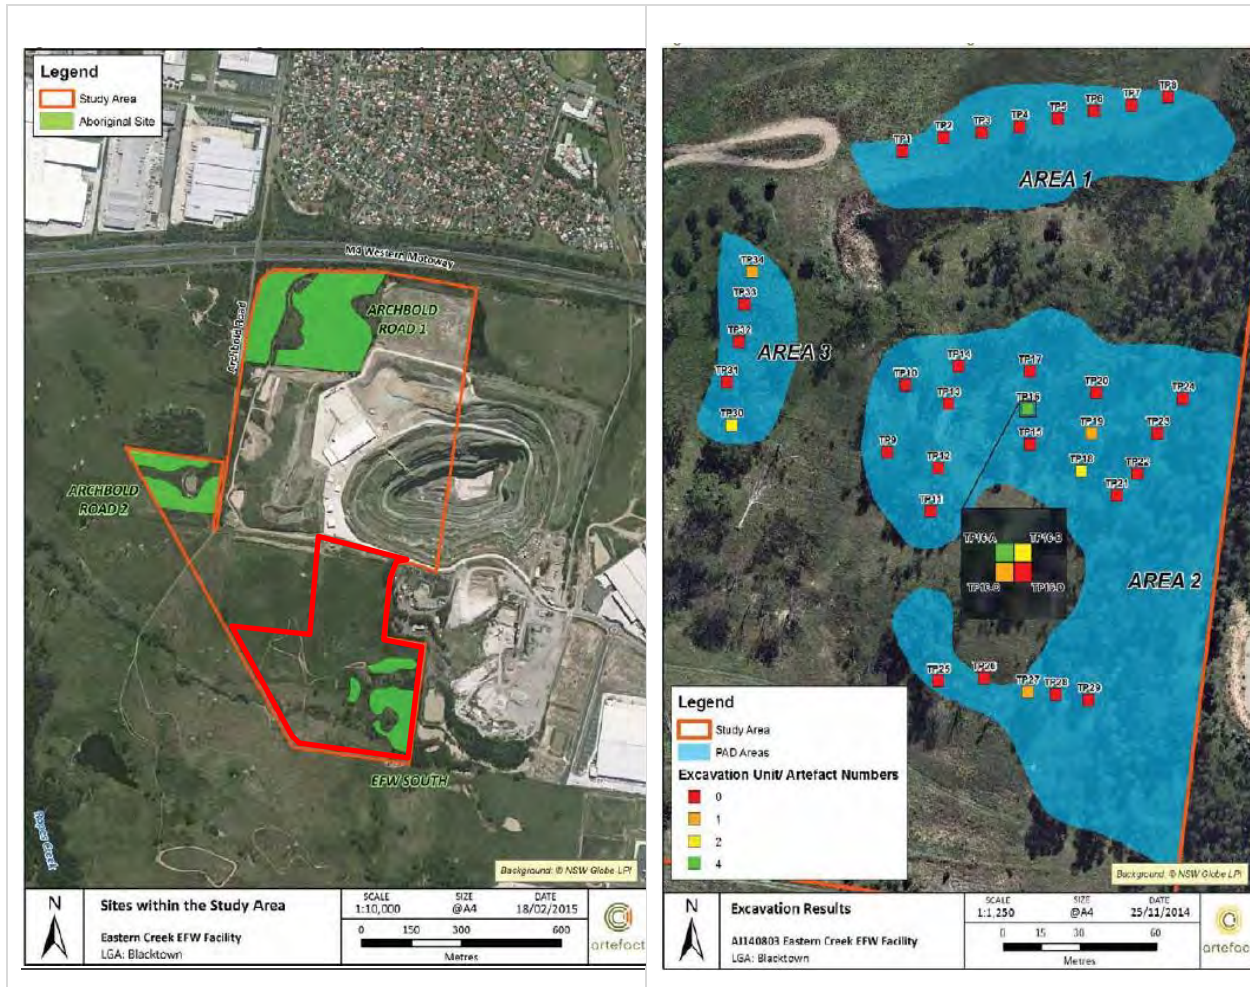 Legend
Study Area
Aboriginal Site
M4 Western Motorway
Archbold Road
ARCHBOLD
ROAD 1
ARCHBOLD
ROAD 2
EFW SOUTH
Ropes Creek
Background: © NSW Globe LPI
N
Sites within the Study Area
Eastern Creek EFW Facility
LGA: Blacktown
SCALE
1:10,000
SIZE
@A4
DATE
18/02/2015
0 150 300 600
Metres
artefact
TP1
TP2
TP3
TP4
TP5
TP6
TP7
TP8
AREA 1
TP34
TP33
TP32
TP31
TP30
AREA 3
TP14
TP17
TP10
TP13
TP16
TP20
TP24
TP19
TP23
TP15
TP9
TP12
TP18
TP22
TP21
TP11
TP16-A
TP16-B
TP16-C
TP16-D
AREA 2
TP25
TP26
TP27
TP28
TP29
Legend
Study Area
PAD Areas
Excavation Unit/ Artefact Numbers
0
1
2
4
Background: © NSW Globe LPI
N
Excavation Results
AI140803 Eastern Creek EFW Facility
LGA: Blacktown
SCALE
1:1,250
SIZE
@A4
DATE
25/11/2014
0 15 30 60
Metres
artefact